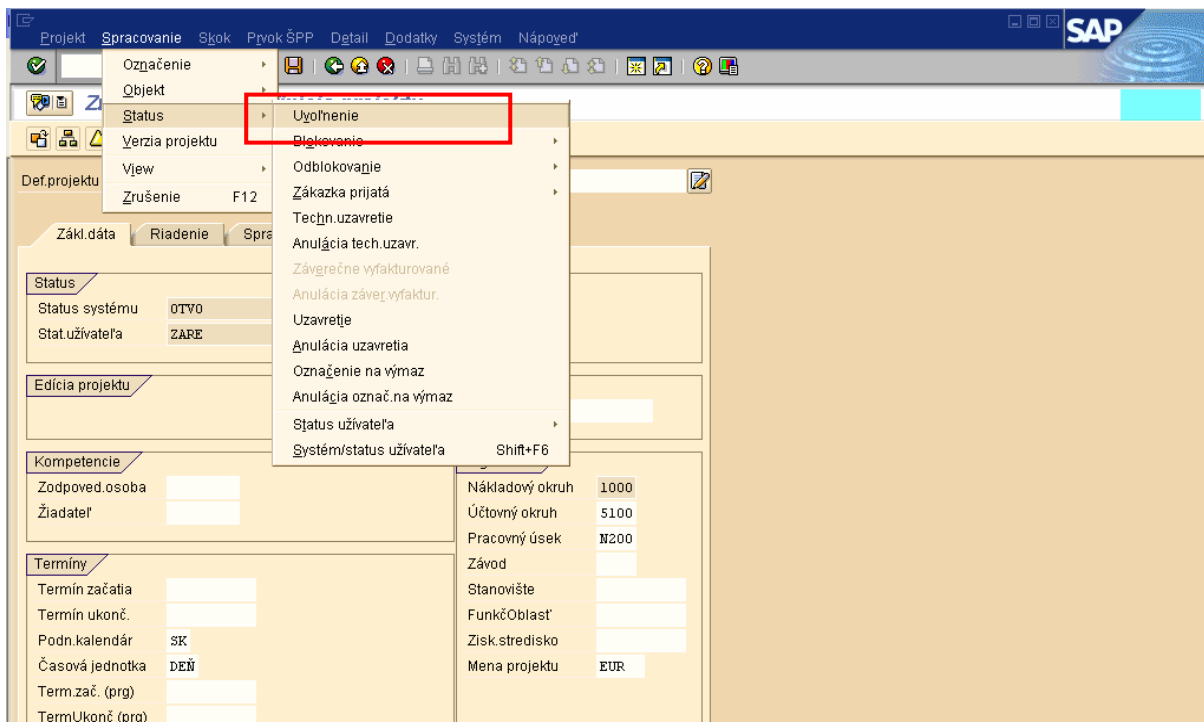 Projekt Spracovanie Skok Prvok ŠPP Detail Dodatky Systém Nápoveď
SAP
Označenie
Objekt
Status
Verzia projektu
View
Zrušenie F12
Uvoľnenie
Blokovanie
Odblokovanie
Zákazka prijatá
Techn.uzavretie
Anulácia tech.uzavr.
Záverečne vyfakturované
Anulácia záver.vyfaktur.
Uzavretie
Anulácia uzavretia
Označenie na výmaz
Anulácia označ.na výmaz
Status užívateľa
Systém/status užívateľa Shift+F6
Def.projektu
Zákl.dáta Riadenie Spra
Status
Status systému OTVO
Stat.užívateľa ZARE
Edícia projektu
Kompetencie
Zodpoved.osoba
Žiadateľ
Nákladový okruh 1000
Účtovný okruh 5100
Pracovný úsek N200
Závod
Stanovište
FunkčOblasť
Zisk.stredisko
Mena projektu EUR
Termíny
Termín začatia
Termín ukonč.
Podn.kalendár SK
Časová jednotka DEŇ
Term.zač. (prg)
TermUkonč (prg)